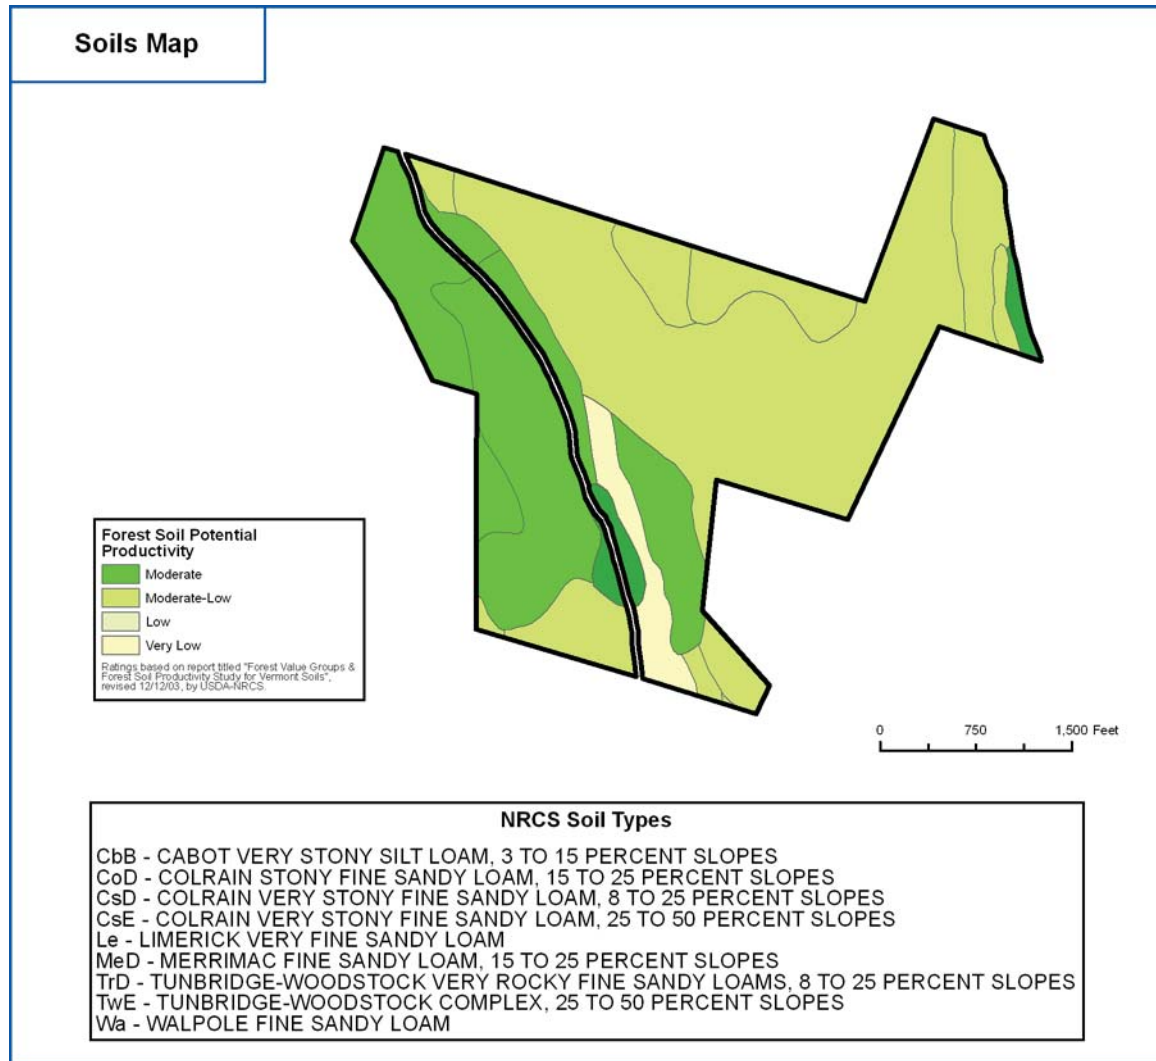 Soils Map
Forest Soil Potential
Productivity
Moderate
Moderate-Low
Low
Very Low
Ratings based on report titled "Forest Value Groups &
Forest Soil Productivity Study for Vermont Soils",
revised 12/12/03, by USDA-NRCS.
0 750 1,500 Feet
NRCS Soil Types
CbB - CABOT VERY STONY SILT LOAM, 3 TO 15 PERCENT SLOPES
CoD - COLRAIN STONY FINE SANDY LOAM, 15 TO 25 PERCENT SLOPES
CsD - COLRAIN VERY STONY FINE SANDY LOAM, 8 TO 25 PERCENT SLOPES
CsE - COLRAIN VERY STONY FINE SANDY LOAM, 25 TO 50 PERCENT SLOPES
Le - LIMERICK VERY FINE SANDY LOAM
MeD - MERRIMAC FINE SANDY LOAM, 15 TO 25 PERCENT SLOPES
TrD - TUNBRIDGE-WOODSTOCK VERY ROCKY FINE SANDY LOAMS, 8 TO 25 PERCENT SLOPES
TwE - TUNBRIDGE-WOODSTOCK COMPLEX, 25 TO 50 PERCENT SLOPES
Wa - WALPOLE FINE SANDY LOAM